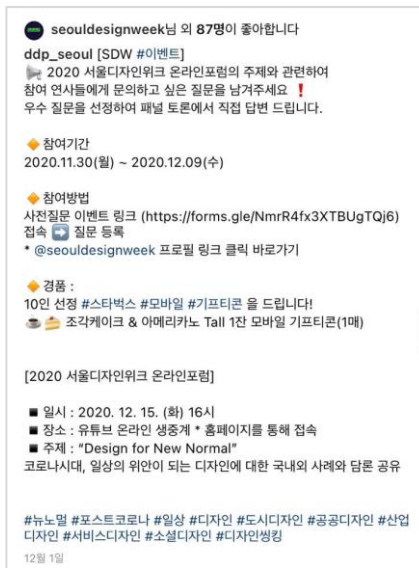 seouldesignweek님 외 87명이 좋아합니다
ddp_seoul [SDW #이벤트]
2020 서울디자인위크 온라인포럼의 주제와 관련하여
참여 연사들에게 문의하고 싶은 질문을 남겨주세요 ❗
우수 질문을 선정하여 패널 토론에서 직접 답변 드립니다.
🔶 참여기간
2020.11.30(월) ~ 2020.12.09(수)
🔶 참여방법
사전질문 이벤트 링크 (https://forms.gle/NmrR4fx3XTBUgTQj6)
접속 ➡️ 질문 등록
* @seouldesignweek 프로필 링크 클릭 바로가기
🔶 경품 :
10인 선정 #스타벅스 #모바일 #기프티콘 을 드립니다!
☕🍰 조각케이크 & 아메리카노 Tall 1잔 모바일 기프티콘(1매)
[2020 서울디자인위크 온라인포럼]
■ 일시 : 2020. 12. 15. (화) 16시
■ 장소 : 유튜브 온라인 생중계 * 홈페이지를 통해 접속
■ 주제 : “Design for New Normal”
코로나시대, 일상의 위안이 되는 디자인에 대한 국내외 사례와 담론 공유
#뉴노멀 #포스트코로나 #일상 #디자인 #도시디자인 #공공디자인 #산업
디자인 #서비스디자인 #소셜디자인 #디자인씽킹
12월 1일